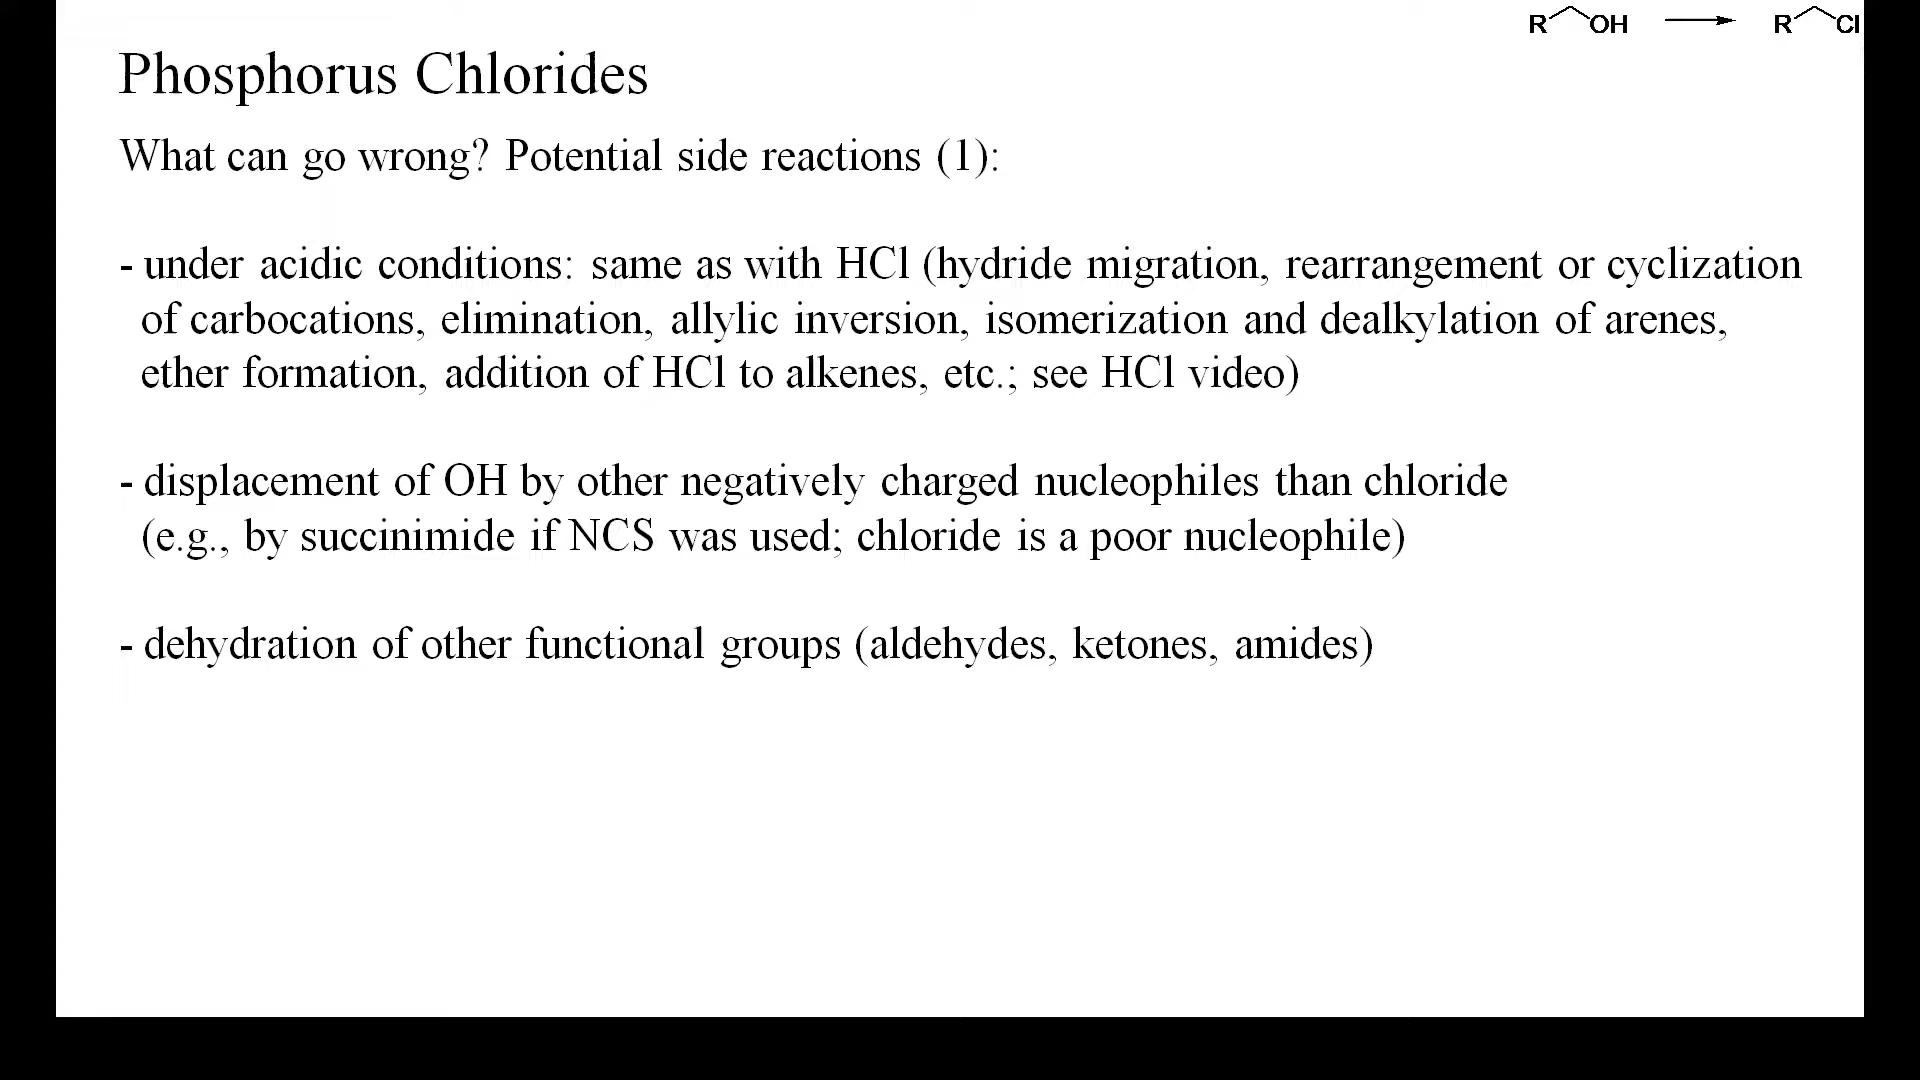 R OH R Cl
Phosphorus Chlorides
What can go wrong? Potential side reactions (1):
- under acidic conditions: same as with HCl (hydride migration, rearrangement or cyclization
of carbocations, elimination, allylic inversion, isomerization and dealkylation of arenes,
ether formation, addition of HCl to alkenes, etc.; see HCl video)
- displacement of OH by other negatively charged nucleophiles than chloride
(e.g., by succinimide if NCS was used; chloride is a poor nucleophile)
- dehydration of other functional groups (aldehydes, ketones, amides)